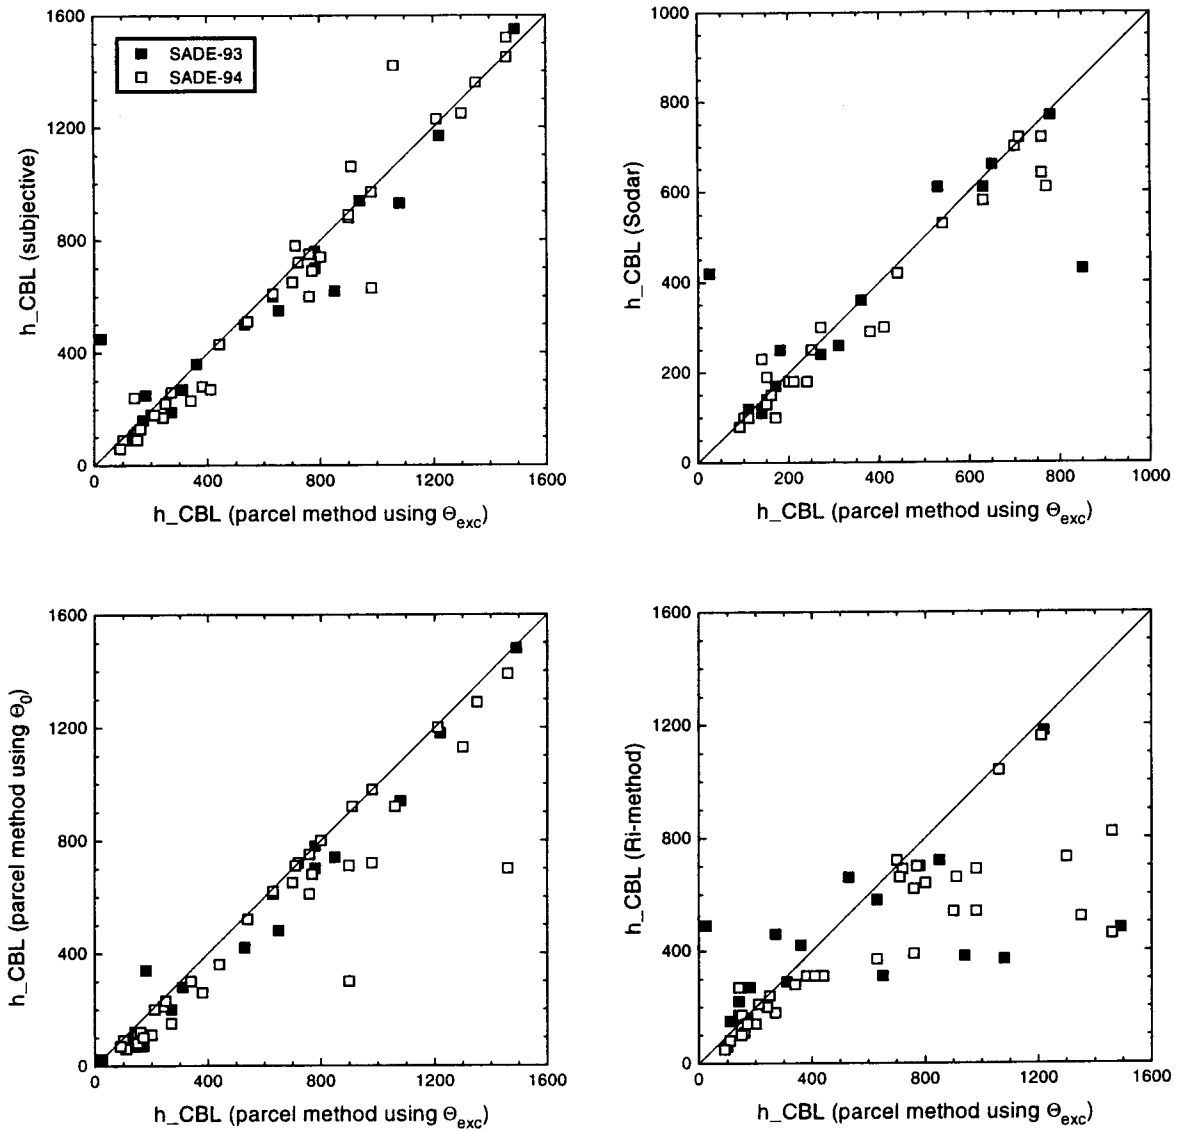 1600
1200
800
400
0
h_CBL (subjective)
SADE-93
SADE-94
0 400 800 1200 1600
h_CBL (parcel method using Θexc)
1000
800
600
400
200
0
h_CBL (Sodar)
0 200 400 600 800 1000
h_CBL (parcel method using Θexc)
1600
1200
800
400
0
h_CBL (parcel method using Θ0)
0 400 800 1200 1600
h_CBL (parcel method using Θexc)
1600
1200
800
400
0
h_CBL (Ri-method)
0 400 800 1200 1600
h_CBL (parcel method using Θexc)